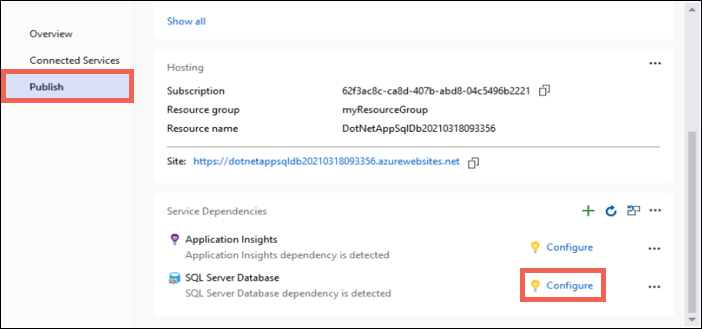 Show all
Overview
Connected Services
Publish
Hosting
Subscription 62f3ac8c-ca8d-407b-abd8-04c5496b2221
Resource group myResourceGroup
Resource name DotNetAppSqlDb20210318093356
Site: https://dotnetappsqldb20210318093356.azurewebsites.net
Service Dependencies
Application Insights Configure
Application Insights dependency is detected
SQL Server Database Configure
SQL Server Database dependency is detected